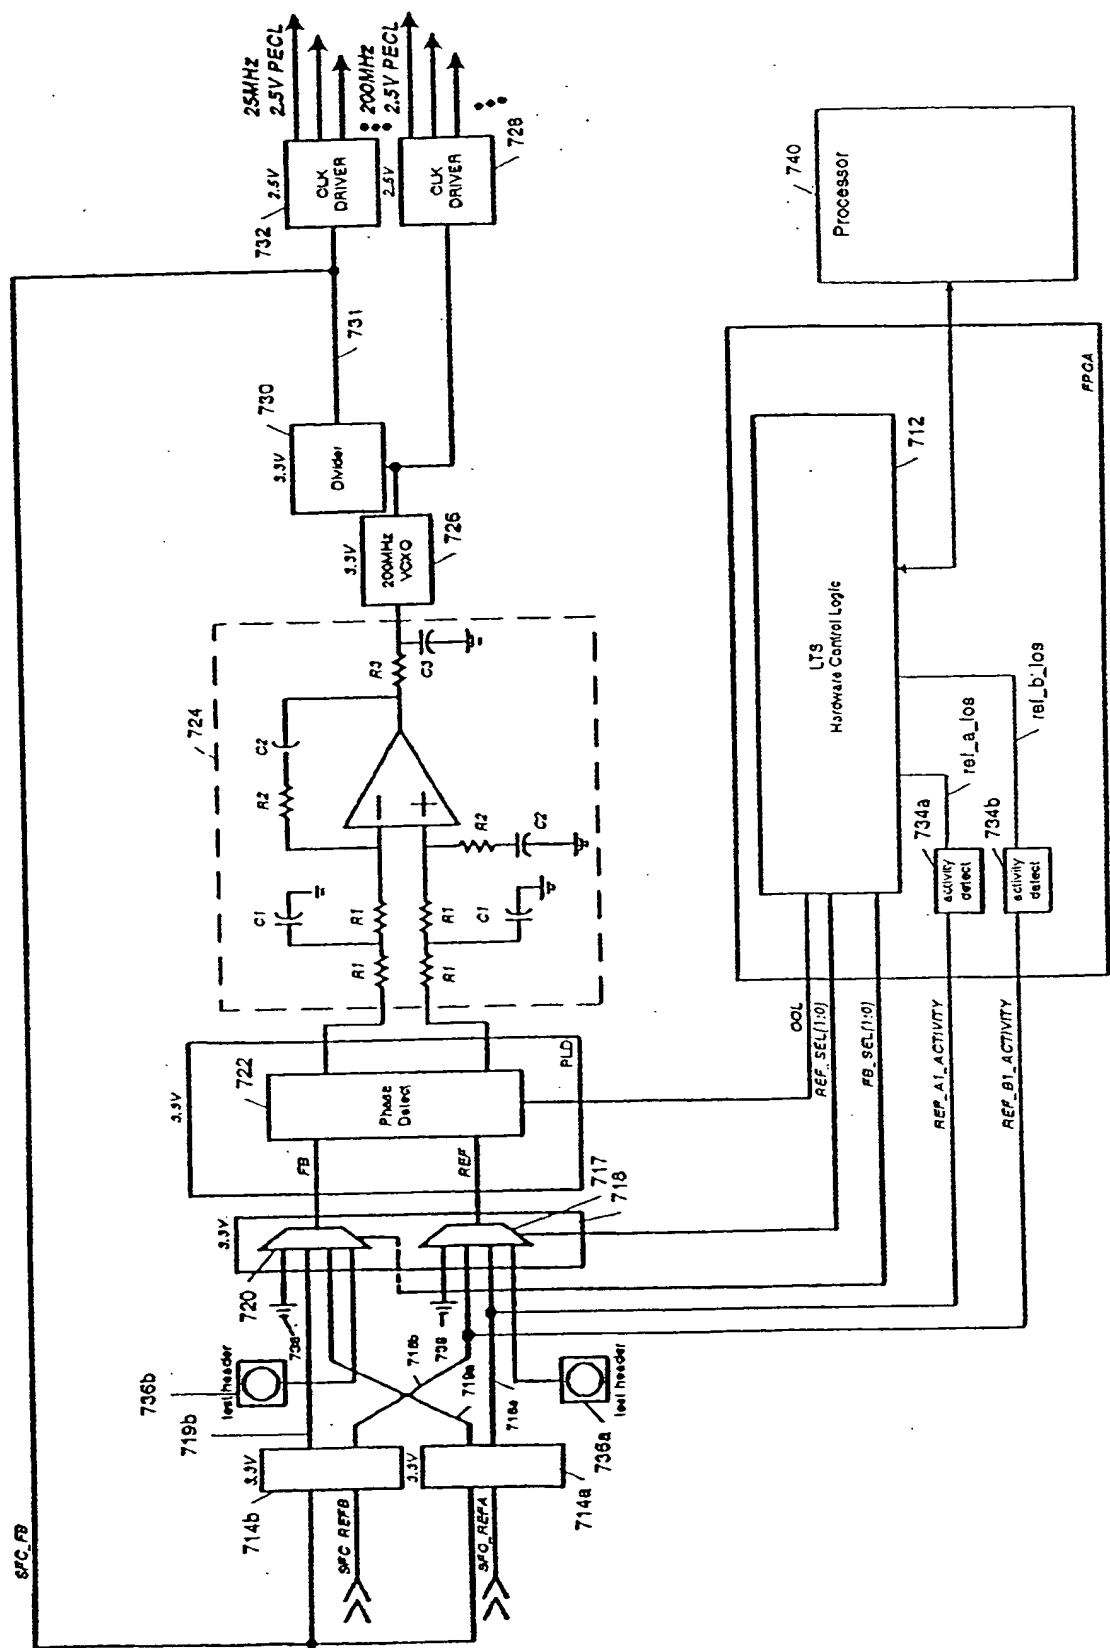 SFC_FB
25MHz
2.5V PECL
200MHz
2.5V PECL
2.5V
CLK
DRIVER
732
2.5V
CLK
DRIVER
728
731
730
3.3V
Divider
3.3V
200MHz
VCXO
726
724
R3
C3
C2
R2
R2
C2
C1
R1
R1
R1
R1
C1
3.3V
722
Phase
Detect
PLD
FB
REF
717
718
3.3V
720
738
738
736b
test header
719b
718b
719a
718a
test header
736a
3.3V
714b
3.3V
714a
SFC_REFB
SFC_REFA
740
Processor
FPGA
712
LTS
Hardware Control Logic
ref_a_los
ref_b_los
734a
activity
detect
734b
activity
detect
OOL
REF_SEL(1:0)
FB_SEL(1:0)
REF_A1_ACTIVITY
REF_B1_ACTIVITY